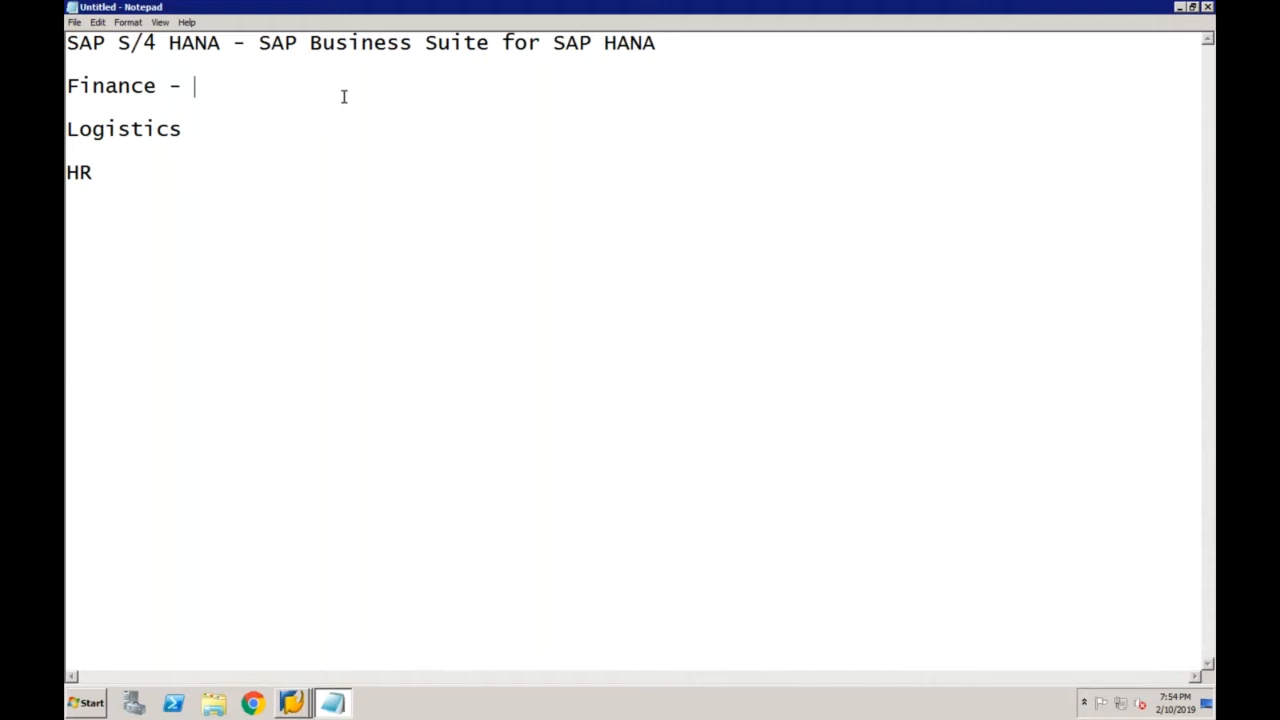 Untitled - Notepad
File Edit Format View Help
SAP S/4 HANA - SAP Business Suite for SAP HANA
Finance -
Logistics
HR
Start
7:54 PM
2/10/2019